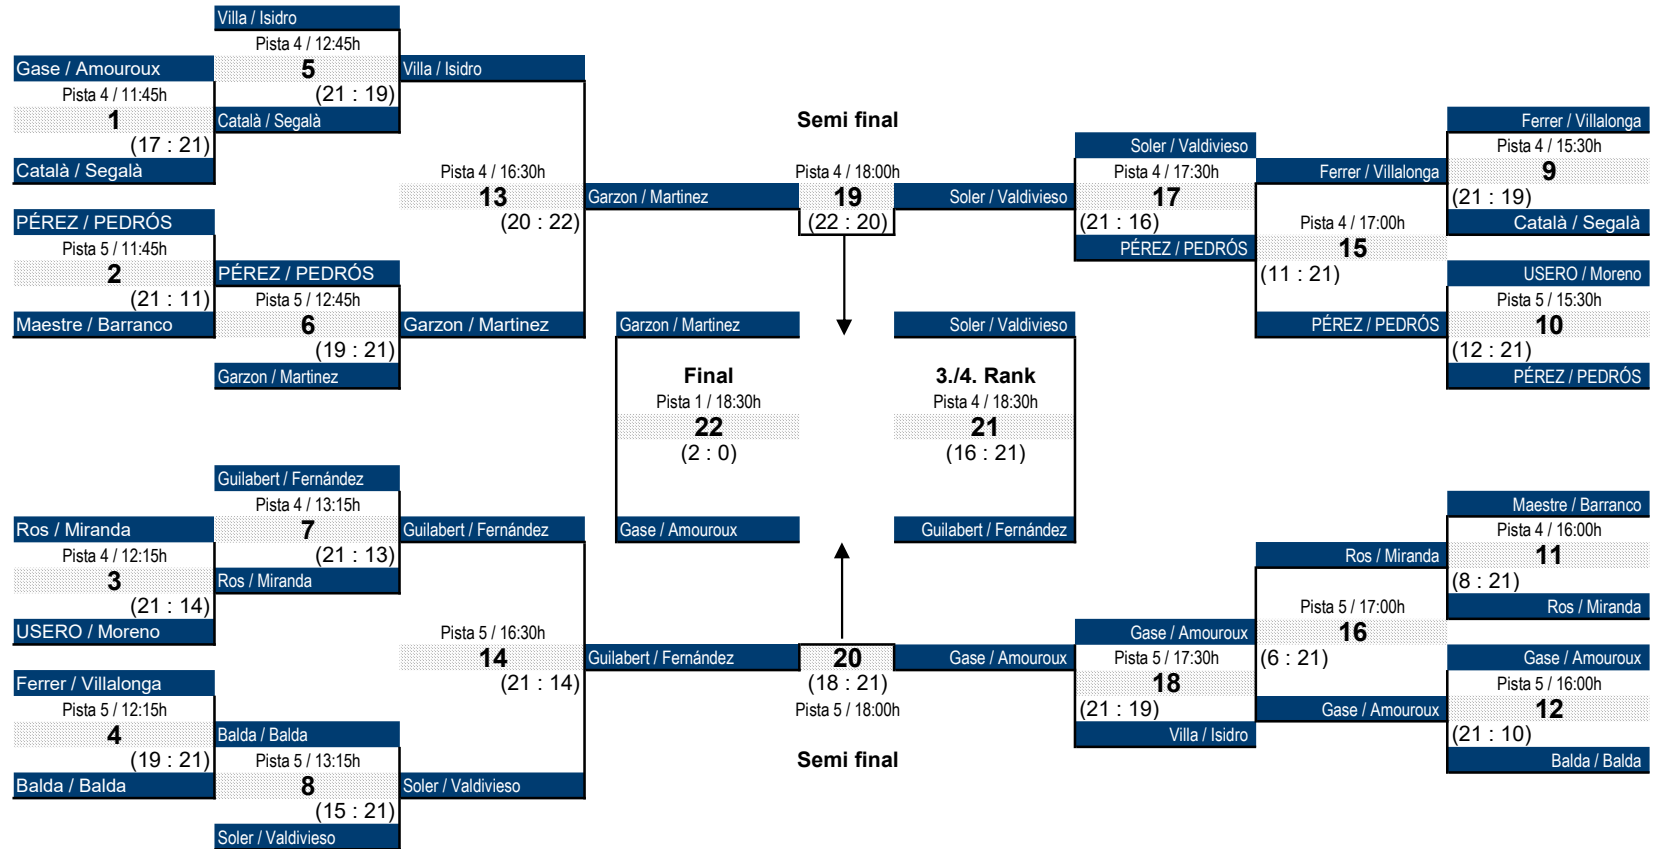 Villa / Isidro
Pista 4 / 12:45h
Gase / Amouroux
5
Villa / Isidro
Pista 4 / 11:45h
(21 : 19)
1
Català / Segalà
(17 : 21)
Català / Segalà
Pista 4 / 16:30h
13
(20 : 22)
Garzon / Martinez
PÉREZ / PEDRÓS
Pista 5 / 11:45h
2
PÉREZ / PEDRÓS
(21 : 11)
Pista 5 / 12:45h
Maestre / Barranco
6
Garzon / Martinez
(19 : 21)
Garzon / Martinez
Semi final
Pista 4 / 18:00h
19
(22 : 20)
Soler / Valdivieso
Soler / Valdivieso
Pista 4 / 17:30h
17
(21 : 16)
PÉREZ / PEDRÓS
Ferrer / Villalonga
Pista 4 / 17:00h
15
(11 : 21)
PÉREZ / PEDRÓS
Ferrer / Villalonga
Pista 4 / 15:30h
9
(21 : 19)
Català / Segalà
USERO / Moreno
Pista 5 / 15:30h
10
(12 : 21)
PÉREZ / PEDRÓS
Garzon / Martinez
Final
Pista 1 / 18:30h
22
(2 : 0)
Gase / Amouroux
Soler / Valdivieso
3./4. Rank
Pista 4 / 18:30h
21
(16 : 21)
Guilabert / Fernández
Guilabert / Fernández
Pista 4 / 13:15h
Ros / Miranda
7
Guilabert / Fernández
Pista 4 / 12:15h
(21 : 13)
3
Ros / Miranda
(21 : 14)
USERO / Moreno
Pista 5 / 16:30h
14
(21 : 14)
Guilabert / Fernández
Ferrer / Villalonga
Pista 5 / 12:15h
4
Balda / Balda
(19 : 21)
Pista 5 / 13:15h
Balda / Balda
8
Soler / Valdivieso
(15 : 21)
Soler / Valdivieso
20
(18 : 21)
Pista 5 / 18:00h
Semi final
Gase / Amouroux
Gase / Amouroux
Pista 5 / 17:30h
18
(21 : 19)
Villa / Isidro
Ros / Miranda
Pista 5 / 17:00h
16
(6 : 21)
Gase / Amouroux
Maestre / Barranco
Pista 4 / 16:00h
11
(8 : 21)
Ros / Miranda
Gase / Amouroux
Pista 5 / 16:00h
12
(21 : 10)
Balda / Balda